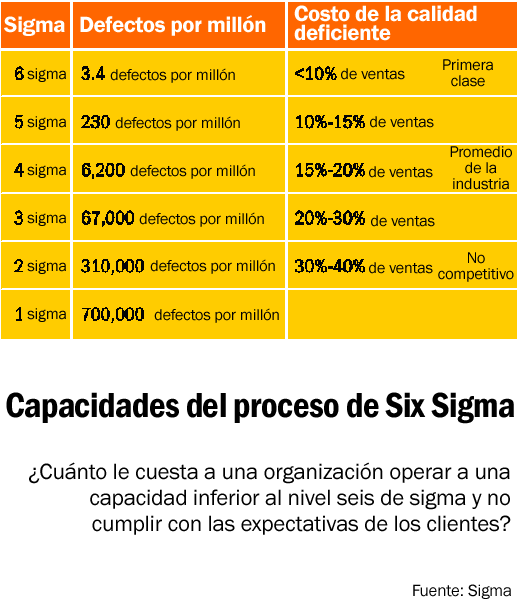 Sigma Defectos por millón Costo de la calidad deficiente
6 sigma 3.4 defectos por millón <10% de ventas Primera clase
5 sigma 230 defectos por millón 10%-15% de ventas
4 sigma 6,200 defectos por millón 15%-20% de ventas Promedio de la industria
3 sigma 67,000 defectos por millón 20%-30% de ventas
2 sigma 310,000 defectos por millón 30%-40% de ventas No competitivo
1 sigma 700,000 defectos por millón
Capacidades del proceso de Six Sigma
¿Cuánto le cuesta a una organización operar a una
capacidad inferior al nivel seis de sigma y no
cumplir con las expectativas de los clientes?
Fuente: Sigma